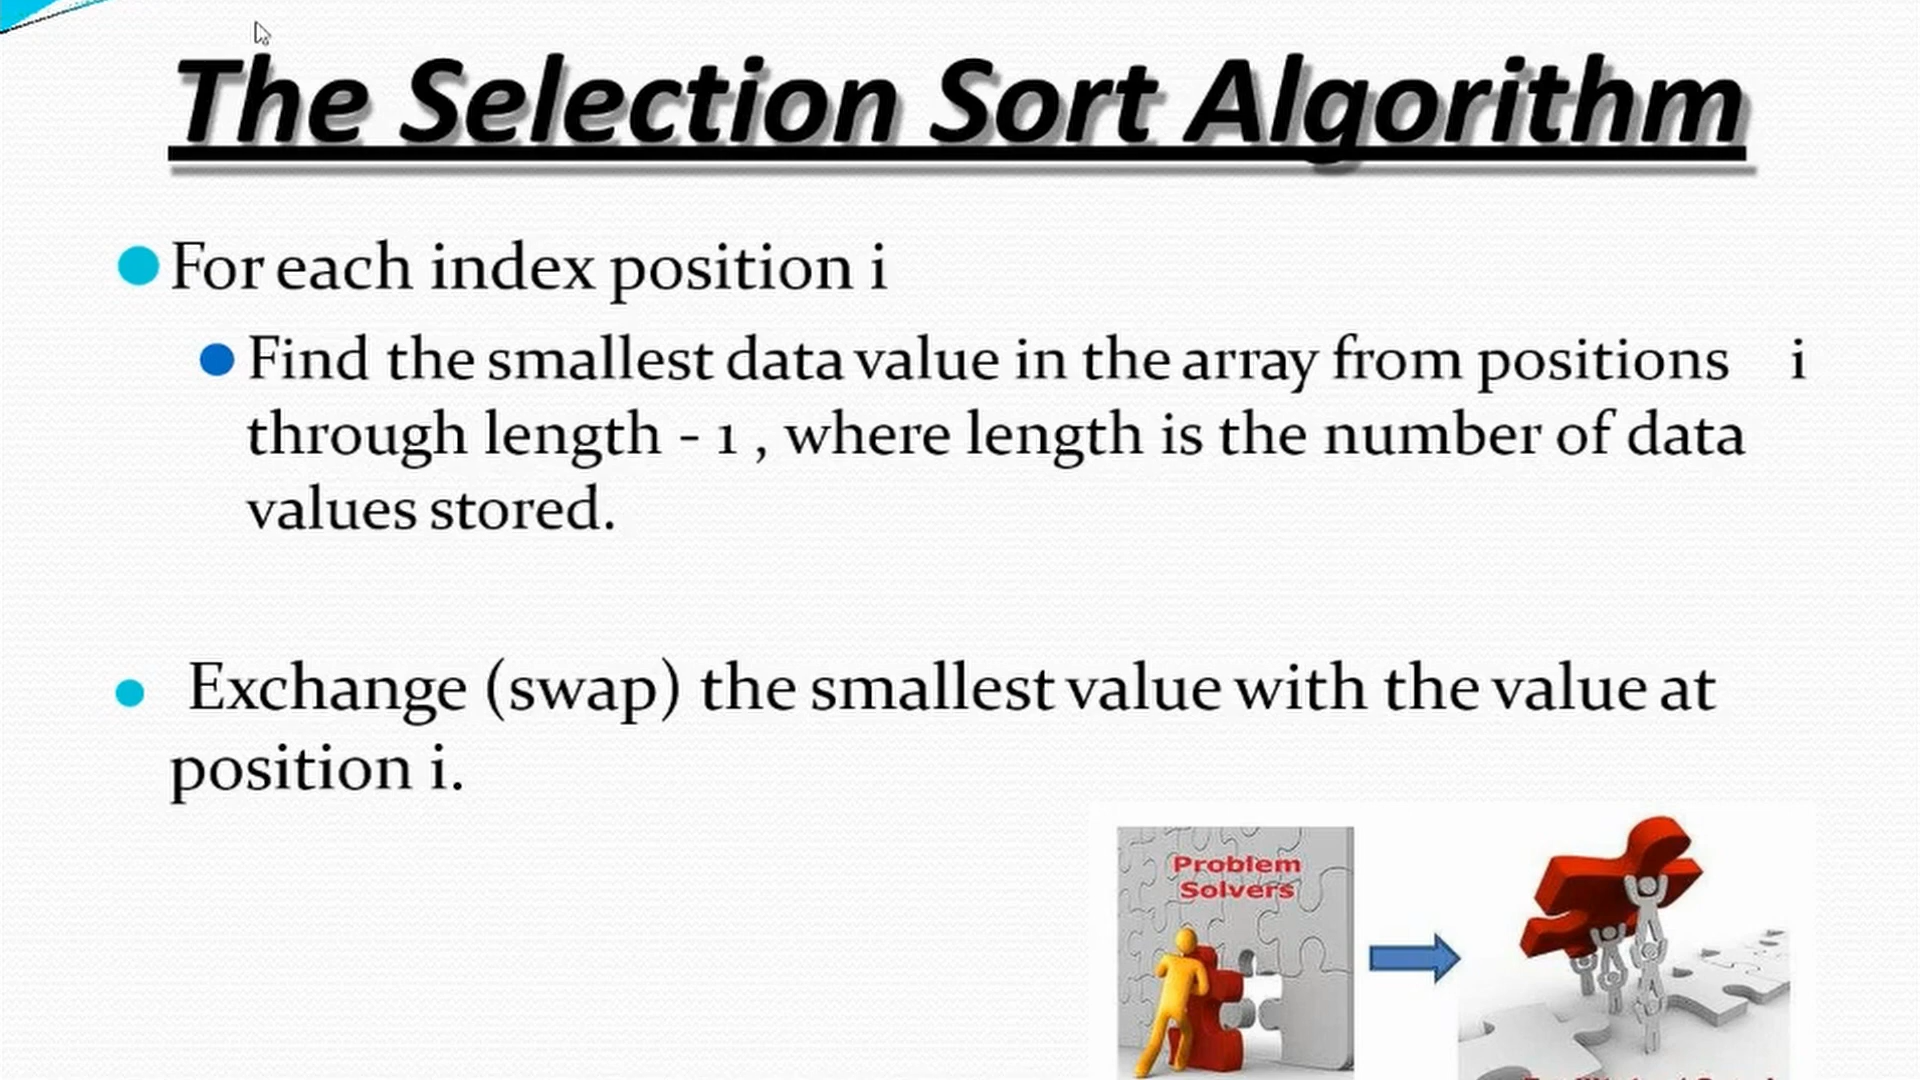 The Selection Sort Algorithm
For each index position i
Find the smallest data value in the array from positions i
through length - 1 , where length is the number of data
values stored.
Exchange (swap) the smallest value with the value at
position i.
Problem
Solvers